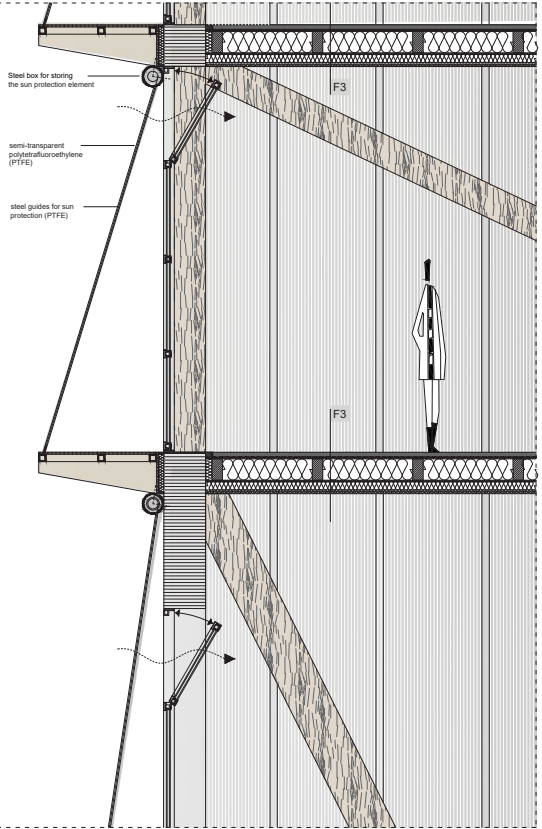 Steel box for storing
the sun protection element
F3
semi-transparent
polytetrafluoroethylene
(PTFE)
steel guides for sun
protection (PTFE)
F3